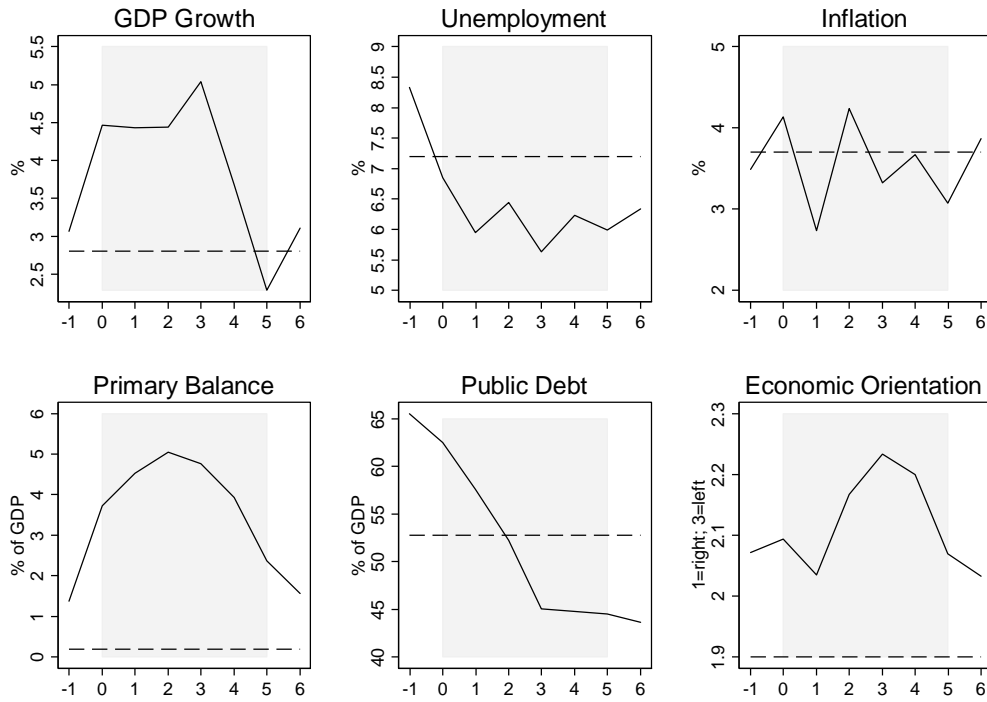 GDP Growth
%
5.5
5
4.5
4
3.5
3
2.5
-1 0 1 2 3 4 5 6
Unemployment
%
9
8.5
8
7.5
7
6.5
6
5.5
5
-1 0 1 2 3 4 5 6
Inflation
%
5
4
3
2
-1 0 1 2 3 4 5 6
Primary Balance
% of GDP
6
5
4
3
2
1
0
-1 0 1 2 3 4 5 6
Public Debt
% of GDP
65
60
55
50
45
40
-1 0 1 2 3 4 5 6
Economic Orientation
1=right; 3=left
2.3
2.2
2.1
2
1.9
-1 0 1 2 3 4 5 6